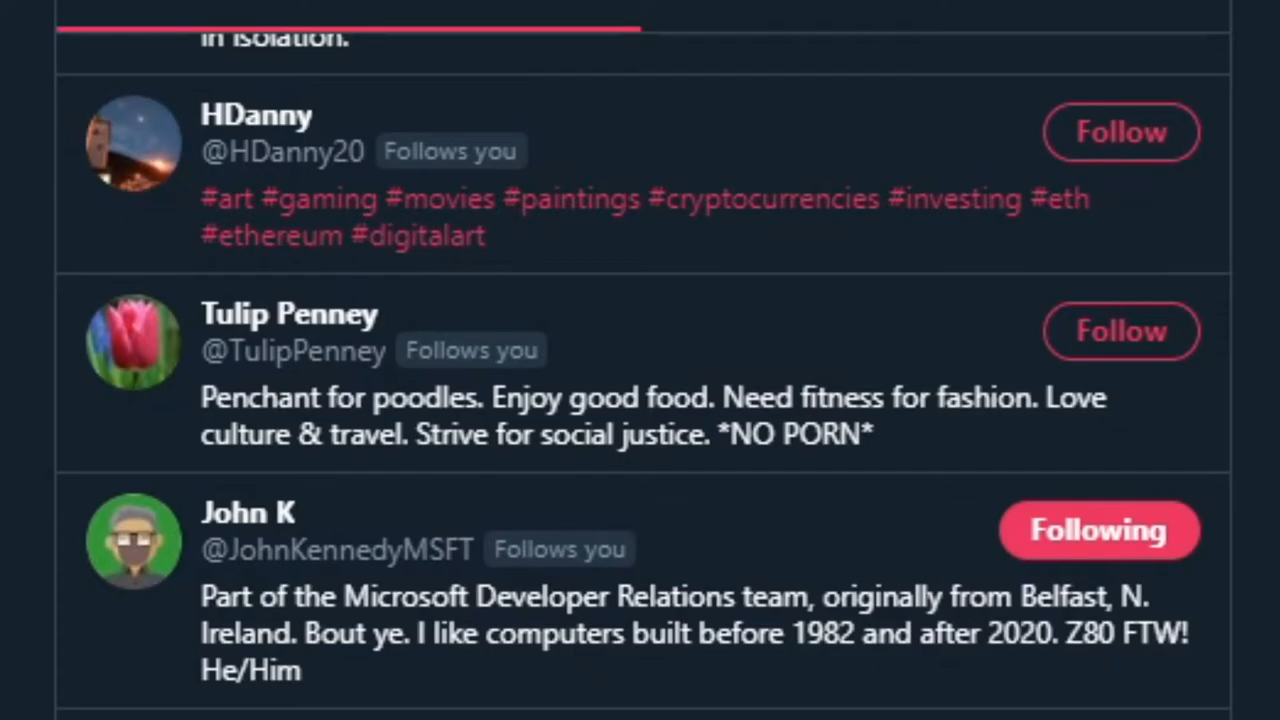 in isolation.
HDanny
@HDanny20 Follows you
Follow
#art #gaming #movies #paintings #cryptocurrencies #investing #eth
#ethereum #digitalart
Tulip Penney
@TulipPenney Follows you
Follow
Penchant for poodles. Enjoy good food. Need fitness for fashion. Love
culture & travel. Strive for social justice. *NO PORN*
John K
@JohnKennedyMSFT Follows you
Following
Part of the Microsoft Developer Relations team, originally from Belfast, N.
Ireland. Bout ye. I like computers built before 1982 and after 2020. Z80 FTW!
He/Him